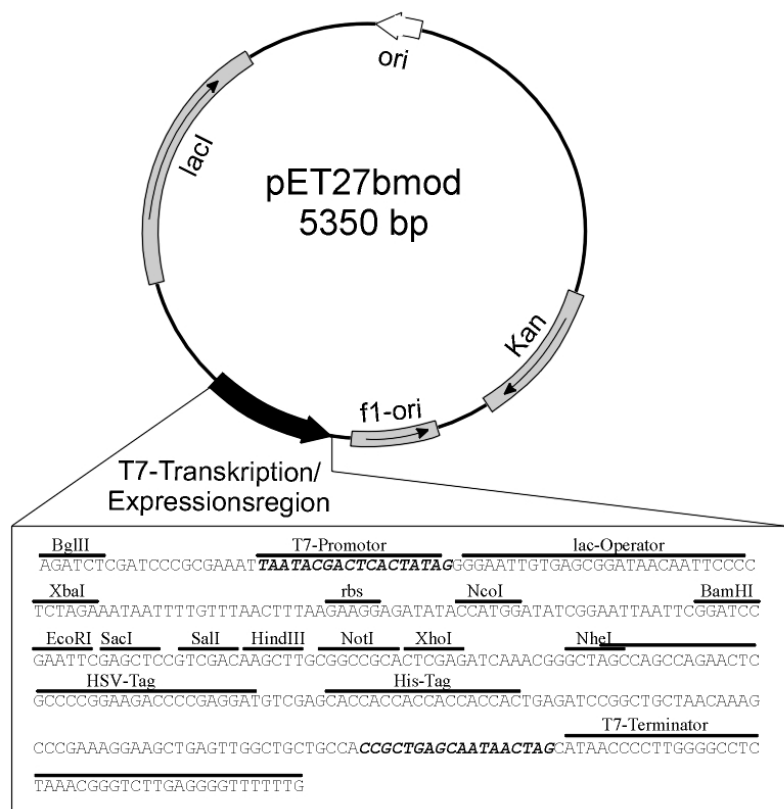 ori
lacI
pET27bmod
5350 bp
Kan
f1-ori
T7-Transkription/
Expressionsregion
BglII T7-Promotor lac-Operator
AGATCTCGATCCCGCGAAATTAATACGACTCACTATAGGGGAATTGTGAGCGGATAACAATTCCCC
XbaI rbs NcoI BamHI
TCTAGAAATAATTTTGTTTAACTTTAAGAAGGAGATATACCATGGATATCGGAATTAATTCGGATCC
EcoRI SacI SalI HindIII NotI XhoI NheI
GAATTCGAGCTCCGTCGACAAGCTTGCGGCCGCACTCGAGATCAAACGGGCTAGCCAGCCAGAACTC
HSV-Tag His-Tag
GCCCCGGAAGACCCCGAGGATGTCGAGCACCACCACCACCACCACTGAGATCCGGCTGCTAACAAAG
T7-Terminator
CCCGAAAGGAAGCTGAGTTGGCTGCTGCCACCGCTGAGCAATAACTAGCATAACCCCTTGGGGCCTC
TAAACGGGTCTTGAGGGGTTTTTTG